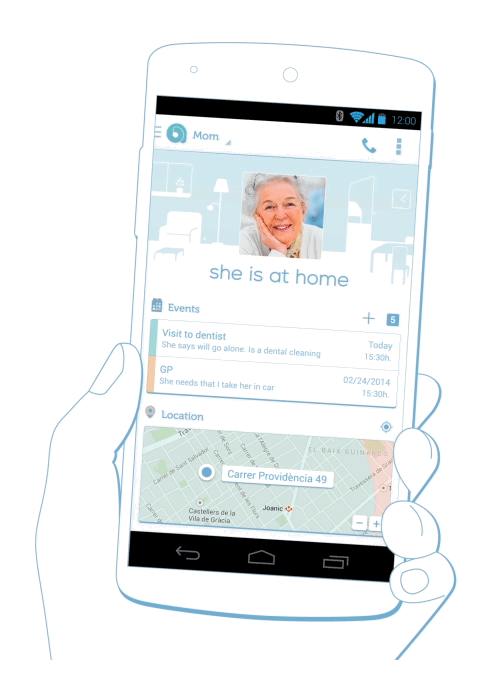 12:00
Mom
she is at home
Events
5
Visit to dentist
Today
She says will go alone. Is a dental cleaning
15:30h.
GP
02/24/2014
She needs that I take her in car
15:30h.
Location
EL BAIX GUINARDÓ
Carrer de Sant Salvador
Carrer Providència 49
Castellers de la
Vila de Gràcia
Joanic
- +